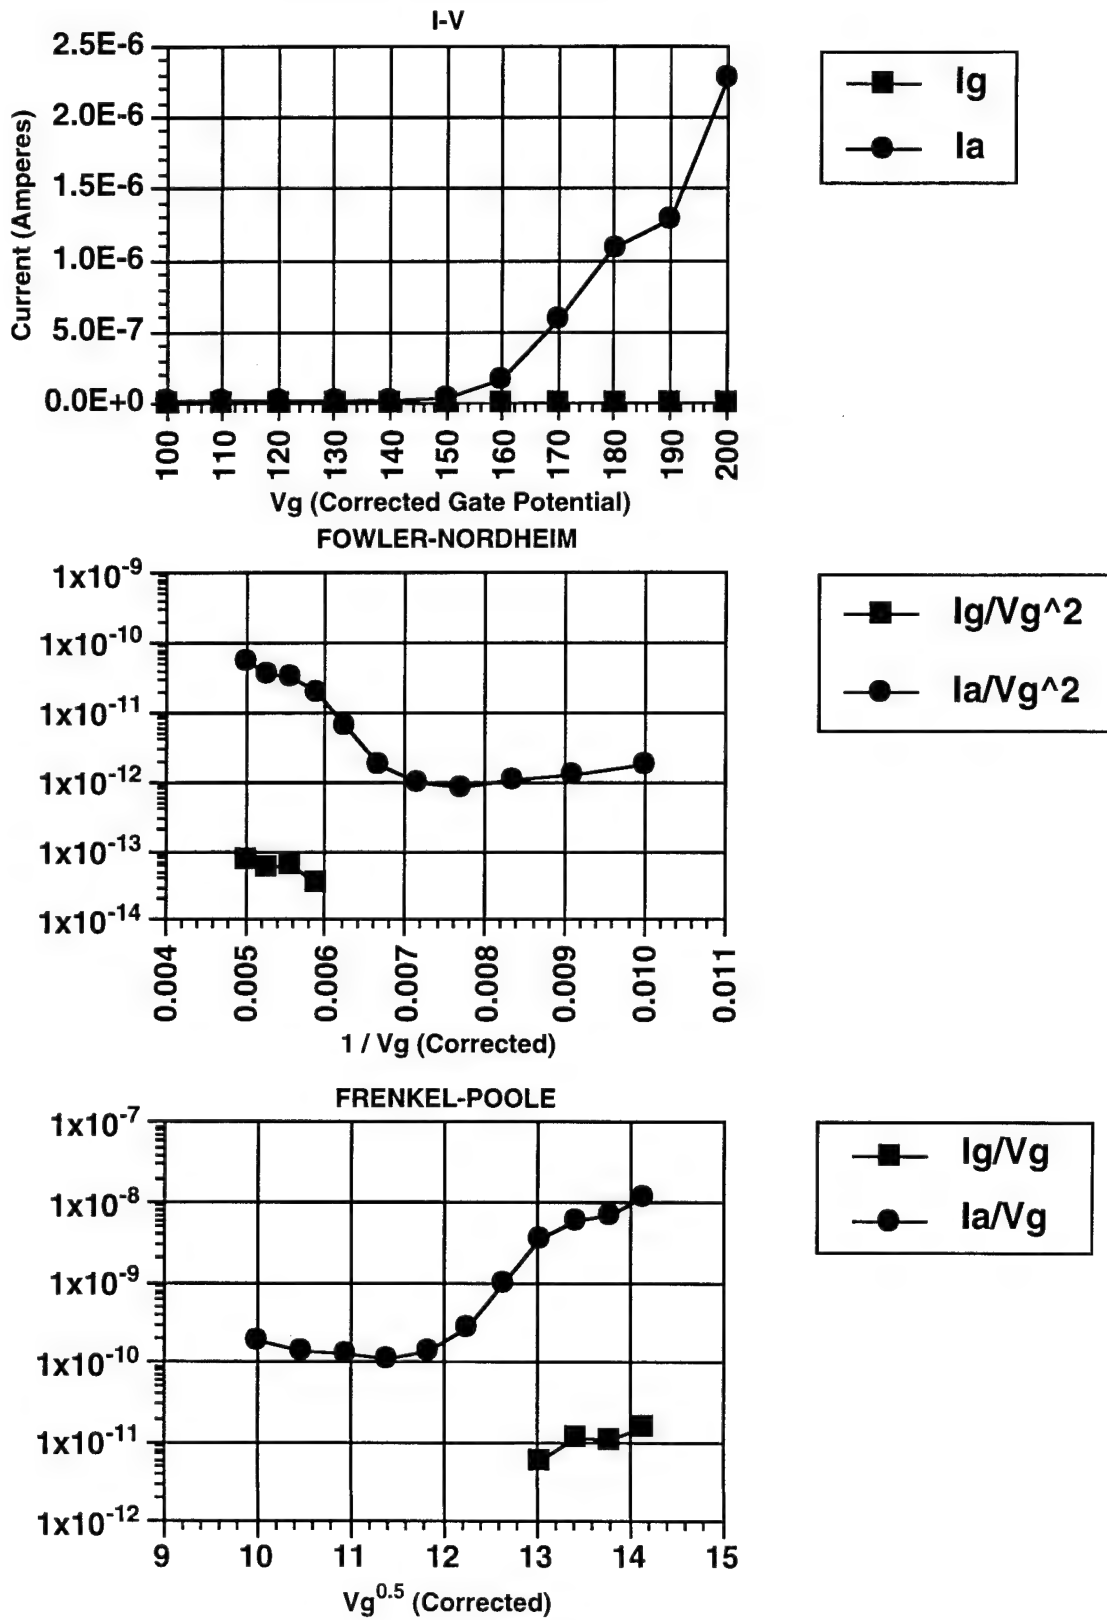 I-V
2.5E-6
2.0E-6
1.5E-6
1.0E-6
5.0E-7
0.0E+0
Current (Amperes)
100 110 120 130 140 150 160 170 180 190 200
Vg (Corrected Gate Potential)
Ig
Ia
FOWLER-NORDHEIM
1x10^-9
1x10^-10
1x10^-11
1x10^-12
1x10^-13
1x10^-14
0.004 0.005 0.006 0.007 0.008 0.009 0.010 0.011
1 / Vg (Corrected)
Ig/Vg^2
Ia/Vg^2
FRENKEL-POOLE
1x10^-7
1x10^-8
1x10^-9
1x10^-10
1x10^-11
1x10^-12
9 10 11 12 13 14 15
Vg^0.5 (Corrected)
Ig/Vg
Ia/Vg